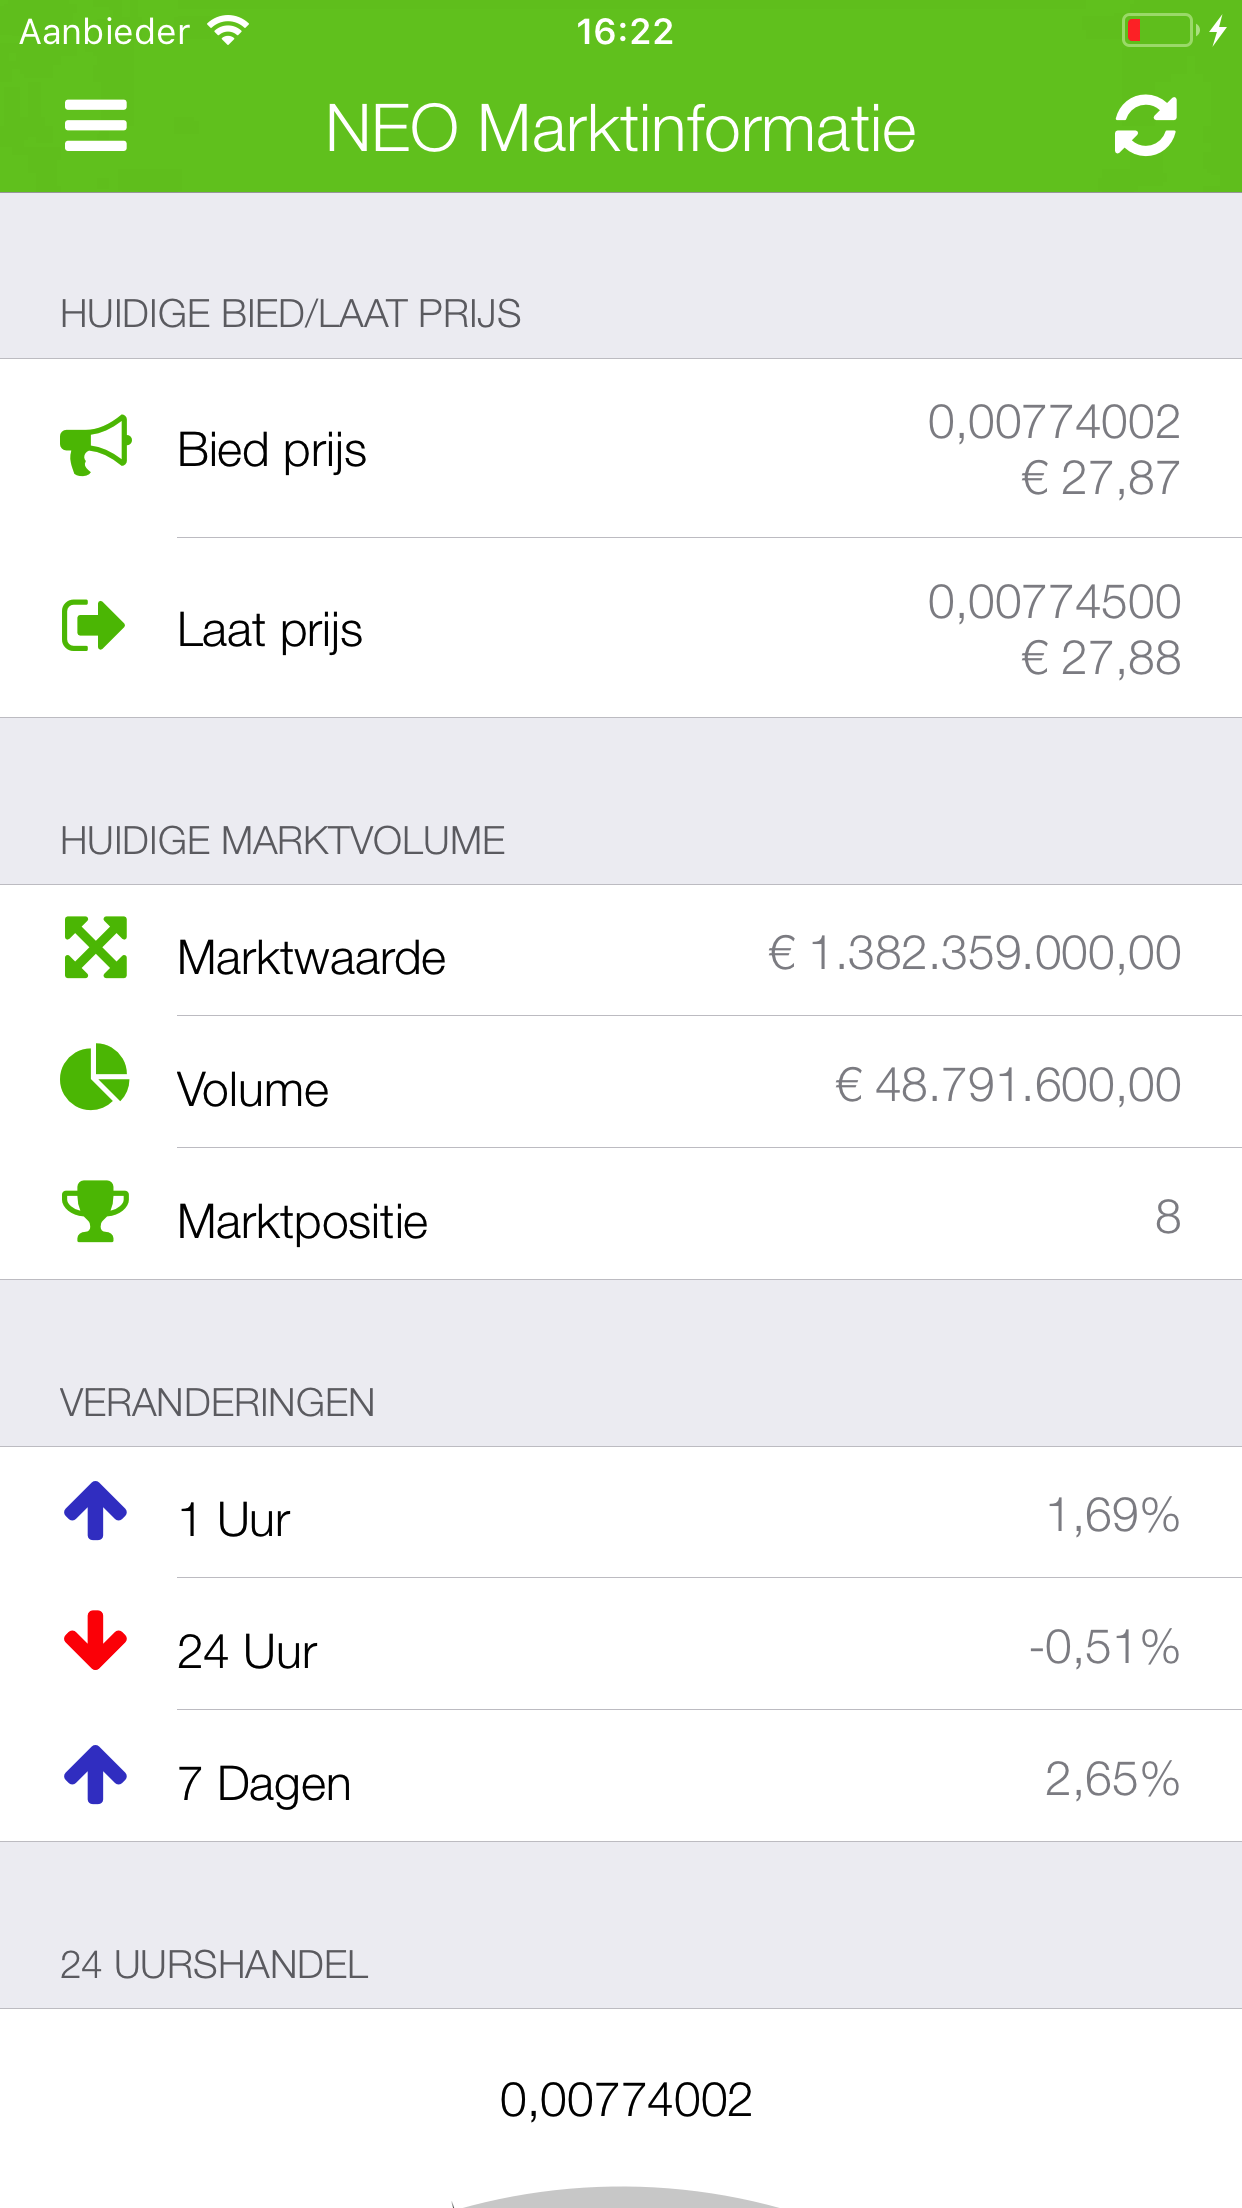 Aanbieder 16:22
NEO Marktinformatie
HUIDIGE BIED/LAAT PRIJS
Bied prijs
0,00774002
€ 27,87
Laat prijs
0,00774500
€ 27,88
HUIDIGE MARKTVOLUME
Marktwaarde € 1.382.359.000,00
Volume € 48.791.600,00
Marktpositie 8
VERANDERINGEN
1 Uur 1,69%
24 Uur -0,51%
7 Dagen 2,65%
24 UURSHANDEL
0,00774002